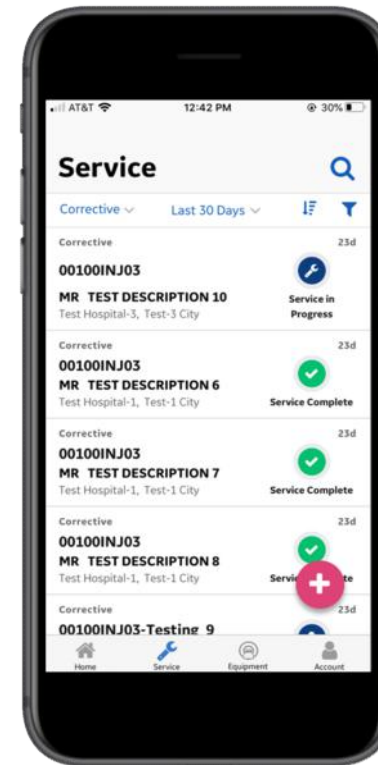 AT&T 12:42 PM 30%
Service
Corrective Last 30 Days
Corrective 23d
00100INJ03
MR TEST DESCRIPTION 10
Service in
Test Hospital-3, Test-3 City
Progress
Corrective 23d
00100INJ03
MR TEST DESCRIPTION 6
Test Hospital-1, Test-1 City Service Complete
Corrective 23d
00100INJ03
MR TEST DESCRIPTION 7
Test Hospital-1, Test-1 City Service Complete
Corrective 23d
00100INJ03
MR TEST DESCRIPTION 8
Test Hospital-1, Test-1 City
Corrective 23d
00100INJ03-Testing 9
Home Service Equipment Account